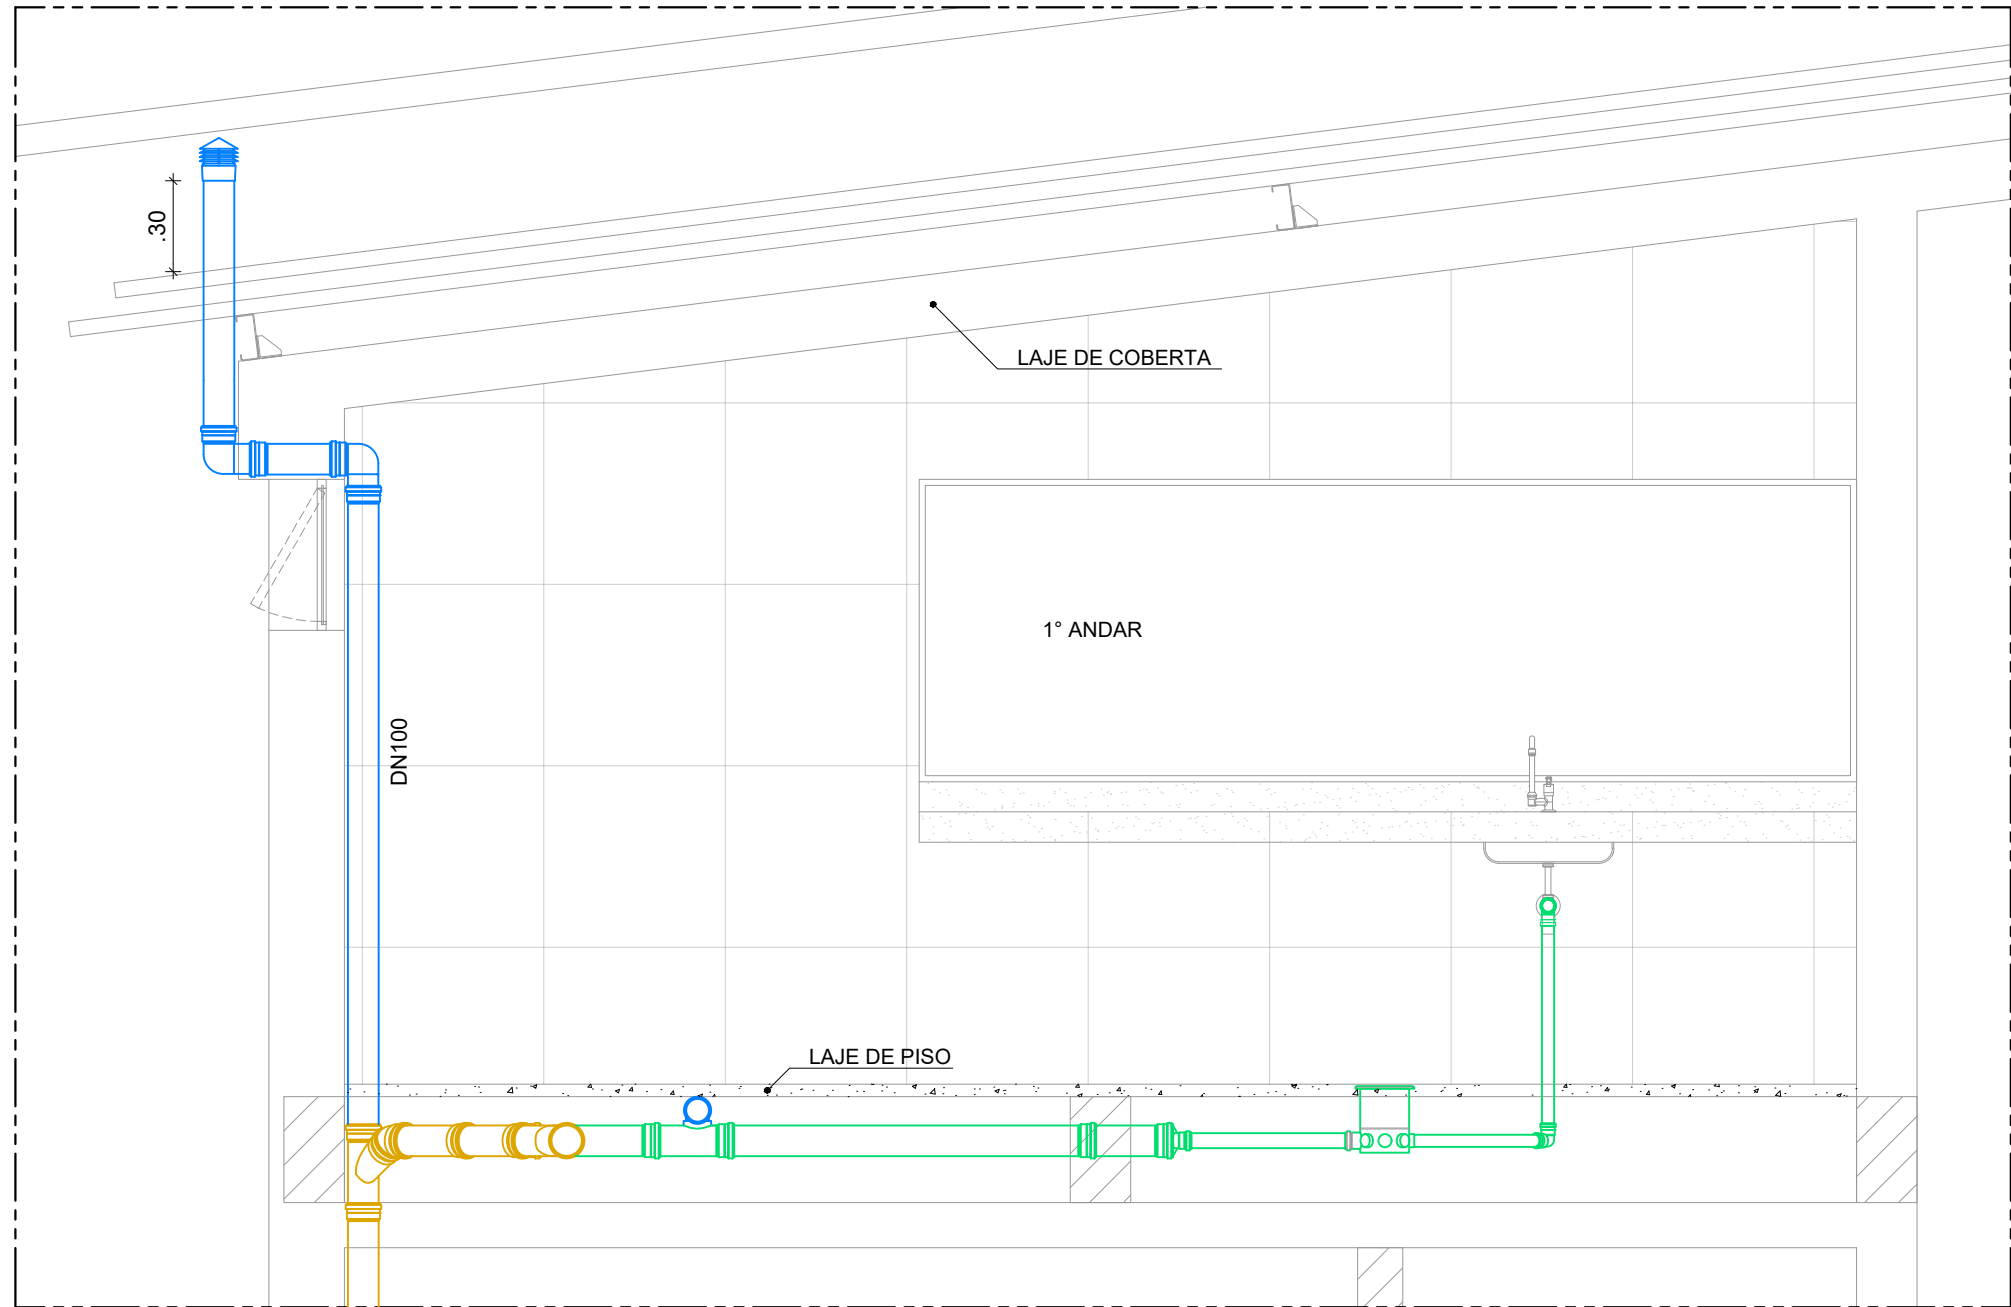 .30
LAJE DE COBERTA
1° ANDAR
DN100
LAJE DE PISO